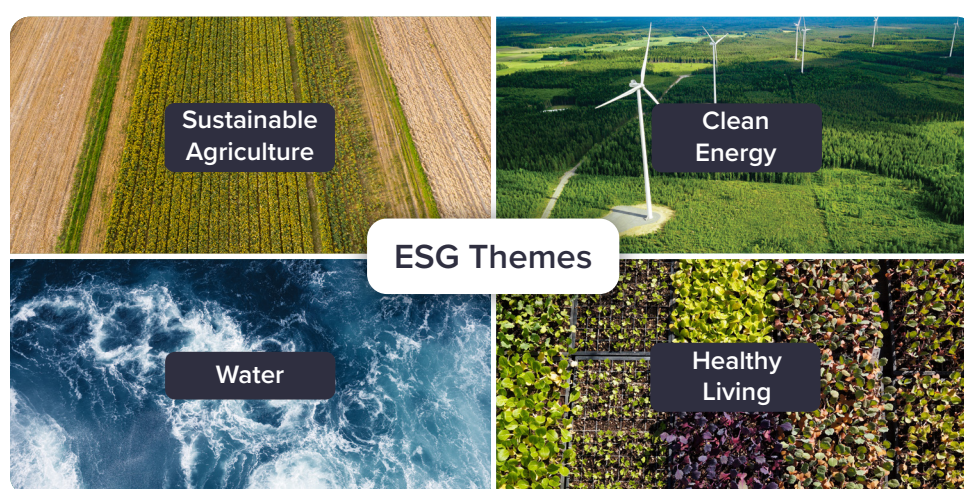 Sustainable
Agriculture
Clean
Energy
ESG Themes
Water
Healthy
Living